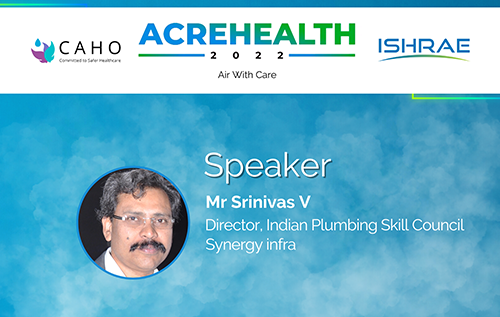 CAHO
Committed to Safer Healthcare
ACREHEALTH
2022
Air With Care
ISHRAE
Speaker
Mr Srinivas V
Director, Indian Plumbing Skill Council
Synergy infra